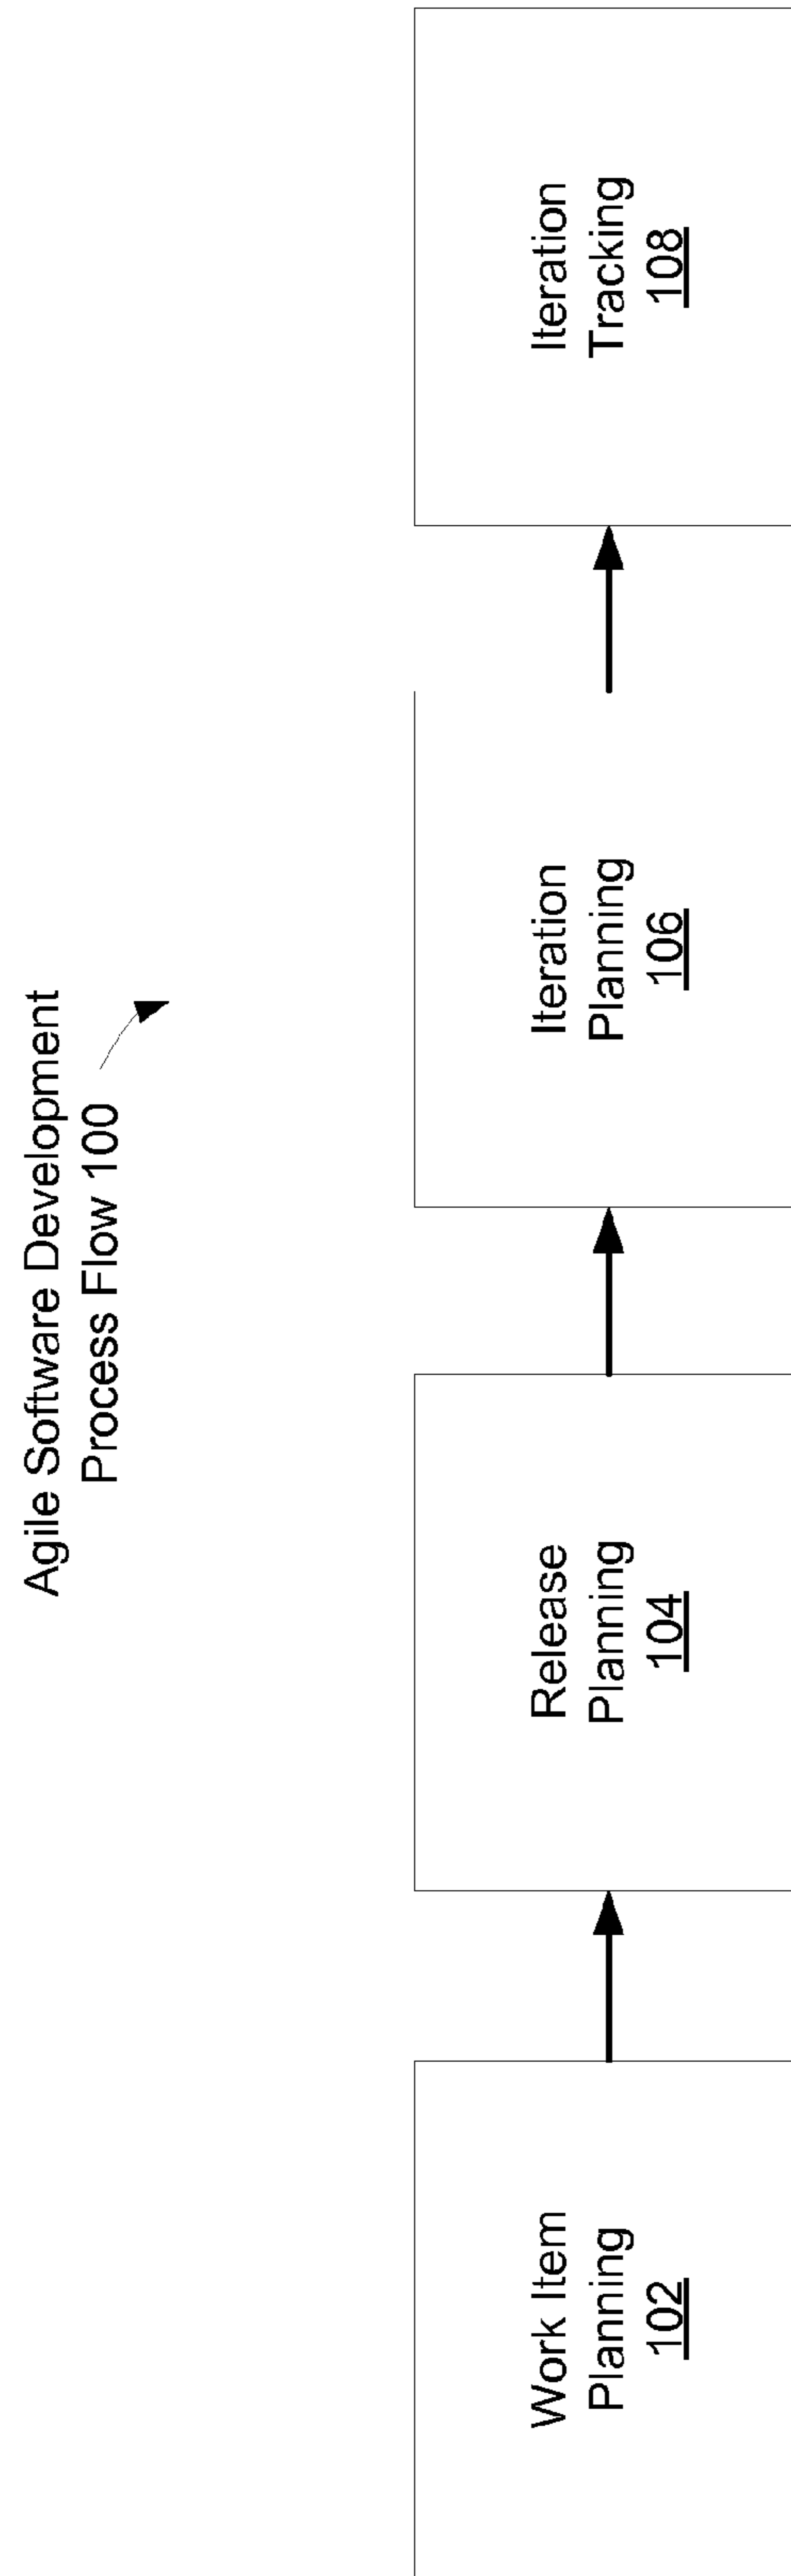 Agile Software Development
Process Flow 100
Work Item
Planning
102
Release
Planning
104
Iteration
Planning
106
Iteration
Tracking
108